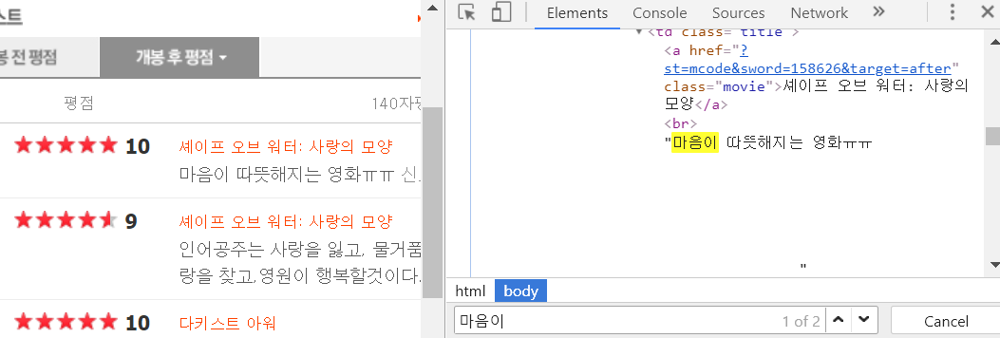 스트
봉 전 평점
개봉 후 평점
평점
140자평
10
셰이프 오브 워터: 사랑의 모양
마음이 따뜻해지는 영화ㅠㅠ 신
9
셰이프 오브 워터: 사랑의 모양
인어공주는 사랑을 잃고, 물거품
랑을 찾고,영원이 행복할것이다.
10
다키스트 아워
Elements Console Sources Network
<td class="title">
<a href="?
st=mcode&sword=158626&target=after"
class="movie">셰이프 오브 워터: 사랑의
모양</a>
<br>
"마음이 따뜻해지는 영화ㅠㅠ
"
html body
마음이 1 of 2 Cancel